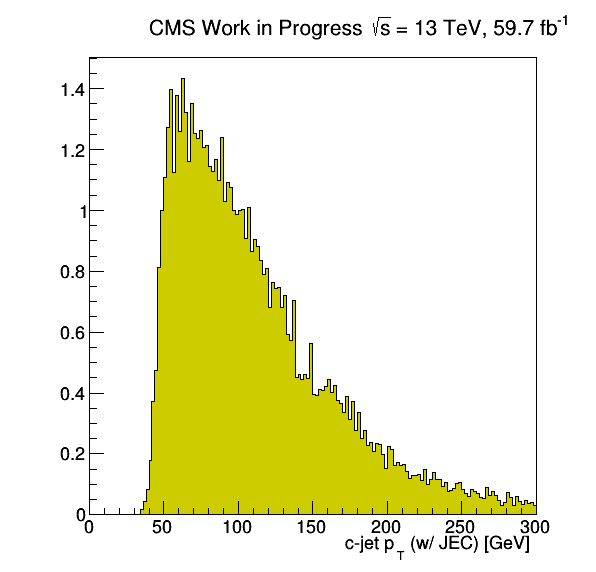 CMS Work in Progress √s = 13 TeV, 59.7 fb⁻¹
1.4
1.2
1
0.8
0.6
0.4
0.2
0
0 50 100 150 200 250 300
c-jet p_T (w/ JEC) [GeV]